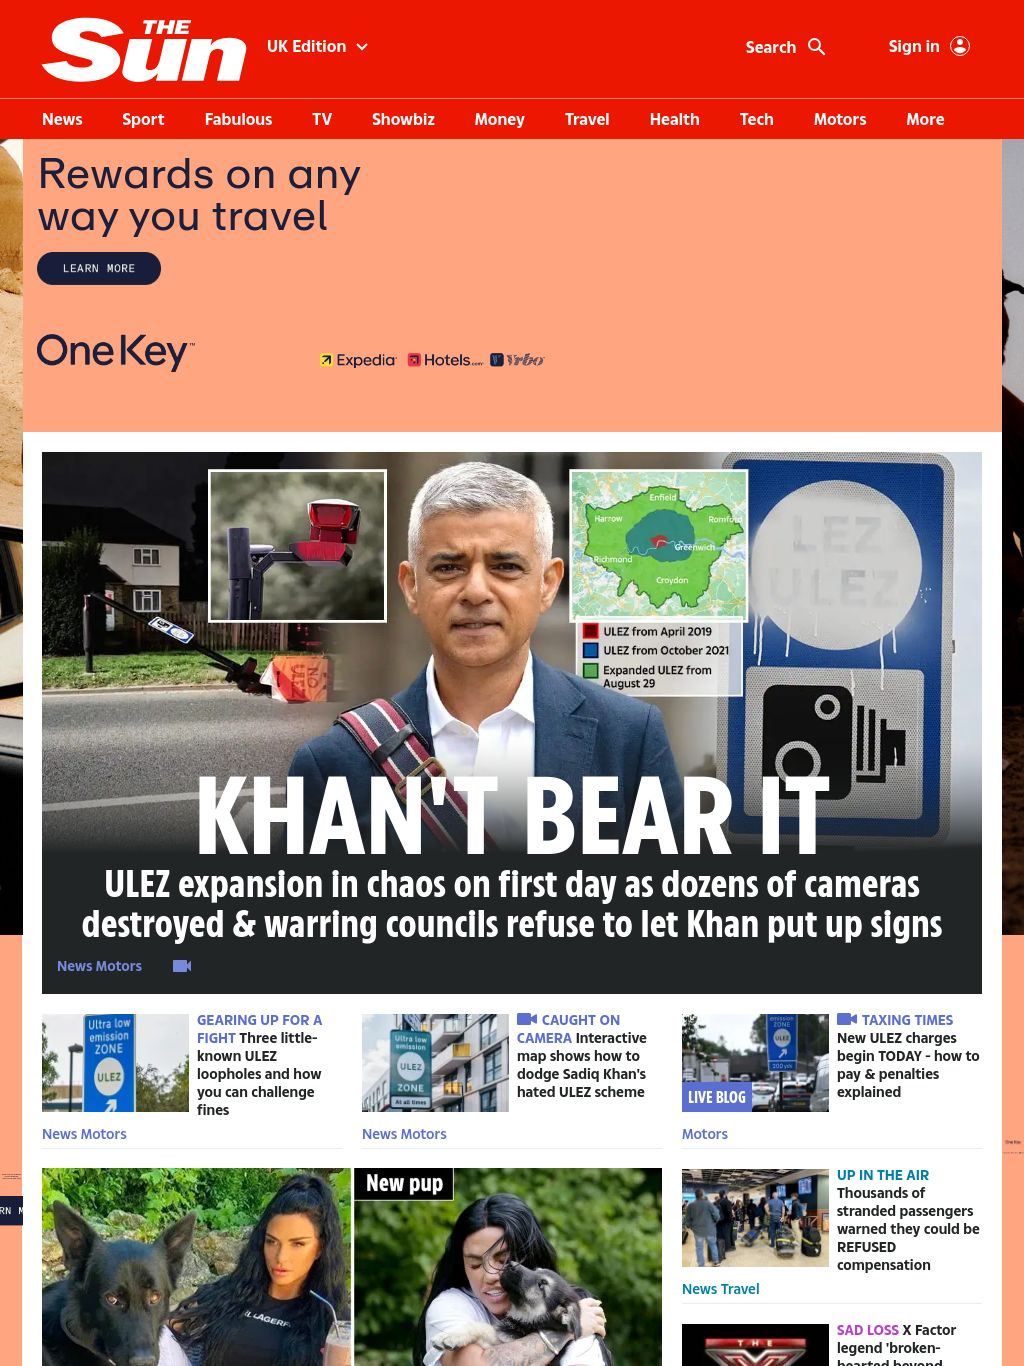 THE
Sun
UK Edition
Search
Sign in
News Sport Fabulous TV Showbiz Money Travel Health Tech Motors More
Rewards on any
way you travel
LEARN MORE
OneKey™
Expedia Hotels.com Vrbo
Enfield
Harrow
Romford
Richmond
Greenwich
Croydon
LEZ
ULEZ
ULEZ from April 2019
ULEZ from October 2021
Expanded ULEZ from
August 29
KHAN'T BEAR IT
ULEZ expansion in chaos on first day as dozens of cameras
destroyed & warring councils refuse to let Khan put up signs
News Motors
Ultra low
emission
ZONE
ULEZ
GEARING UP FOR A
FIGHT Three little-
known ULEZ
loopholes and how
you can challenge
fines
News Motors
Ultra low
emission
ZONE
ULEZ
At all times
CAUGHT ON
CAMERA Interactive
map shows how to
dodge Sadiq Khan's
hated ULEZ scheme
News Motors
emission
ZONE
ULEZ
LIVE BLOG
TAXING TIMES
New ULEZ charges
begin TODAY - how to
pay & penalties
explained
Motors
New pup
UP IN THE AIR
Thousands of
stranded passengers
warned they could be
REFUSED
compensation
News Travel
THE
X
SAD LOSS X Factor
legend 'broken-
hearted beyond